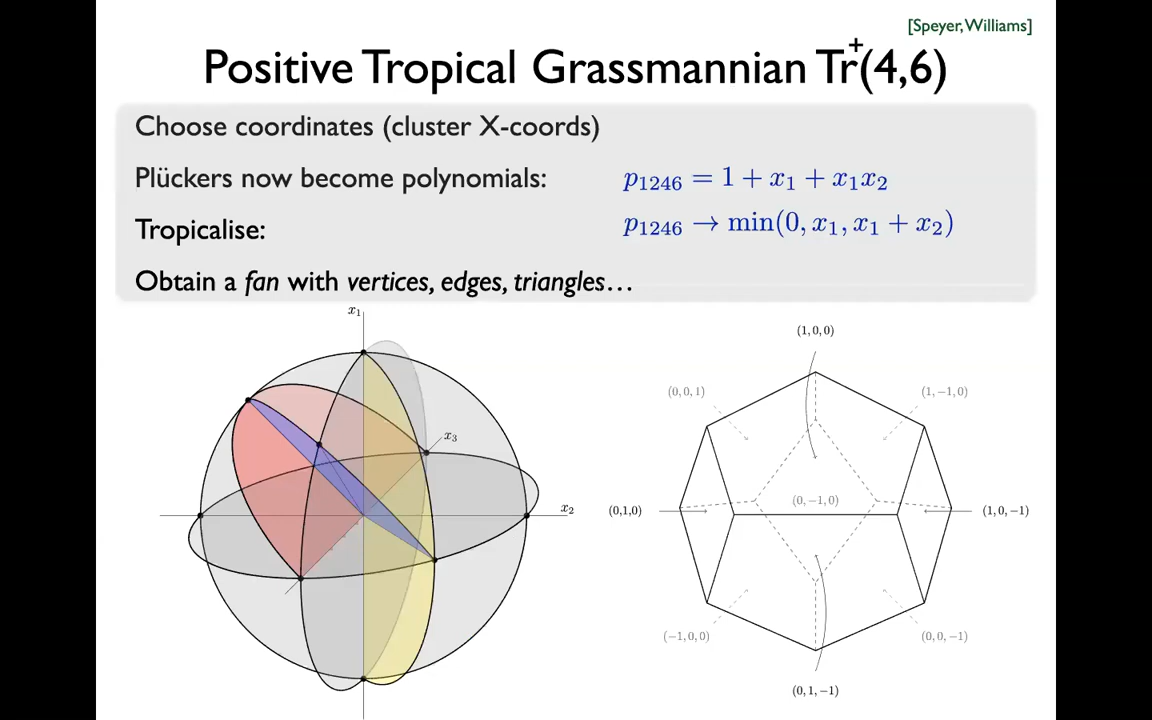 [Speyer, Williams]
Positive Tropical Grassmannian Tr⁺(4,6)
Choose coordinates (cluster X-coords)
Plückers now become polynomials: p₁₂₄₆ = 1 + x₁ + x₁x₂
Tropicalise: p₁₂₄₆ → min(0, x₁, x₁ + x₂)
Obtain a fan with vertices, edges, triangles…
x₁
x₃
x₂
(1,0,0)
(0,0,1)
(1,−1,0)
(0,−1,0)
(0,1,0)
(1,0,−1)
(−1,0,0)
(0,0,−1)
(0,1,−1)